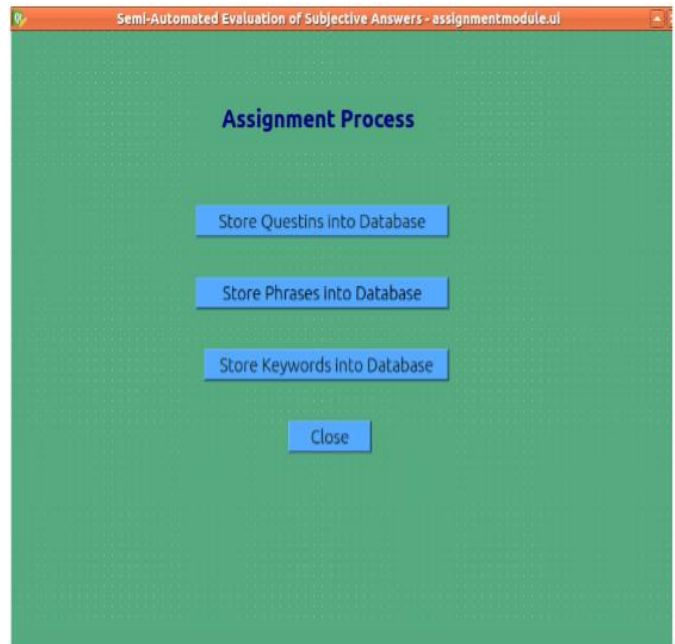 Semi-Automated Evaluation of Subjective Answers - assignmentmodule.ui
Assignment Process
Store Questins into Database
Store Phrases into Database
Store Keywords into Database
Close